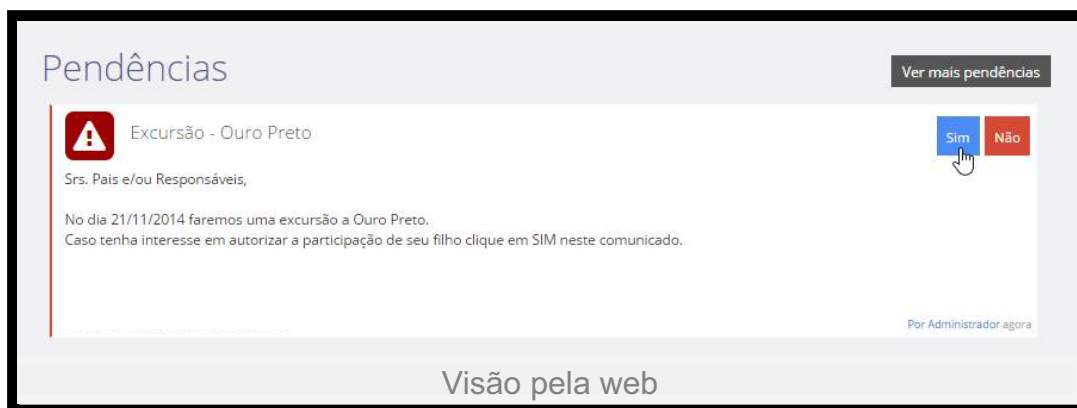 Pendências
Ver mais pendências
Excursão - Ouro Preto
Sim
Não
Srs. Pais e/ou Responsáveis,
No dia 21/11/2014 faremos uma excursão a Ouro Preto.
Caso tenha interesse em autorizar a participação de seu filho clique em SIM neste comunicado.
Por Administrador agora
Visão pela web